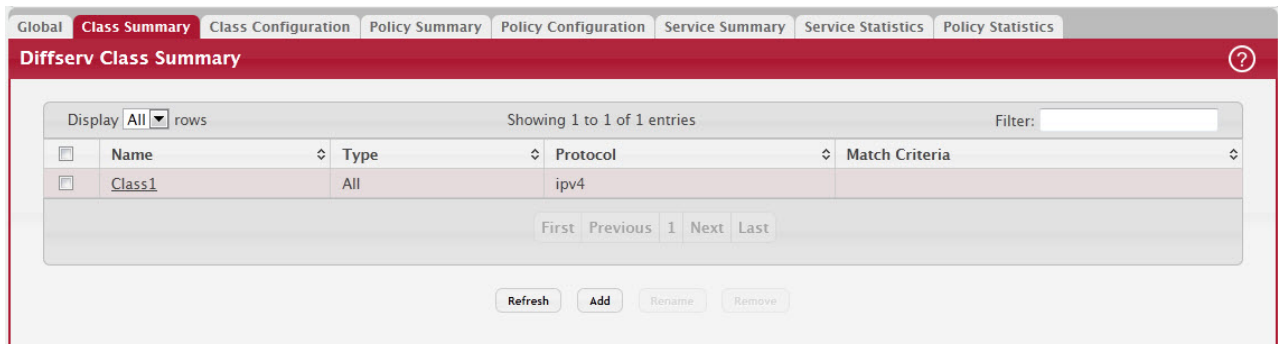 Global Class Summary Class Configuration Policy Summary Policy Configuration Service Summary Service Statistics Policy Statistics
Diffserv Class Summary ?
Display All rows Showing 1 to 1 of 1 entries Filter:
Name Type Protocol Match Criteria
Class1 All ipv4
First Previous 1 Next Last
Refresh Add Rename Remove